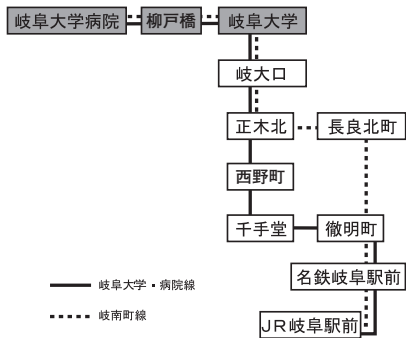 岐阜大学病院
柳戸橋
岐阜大学
岐大口
正木北
長良北町
西野町
千手堂
徹明町
名鉄岐阜駅前
JR岐阜駅前
岐阜大学・病院線
岐南町線